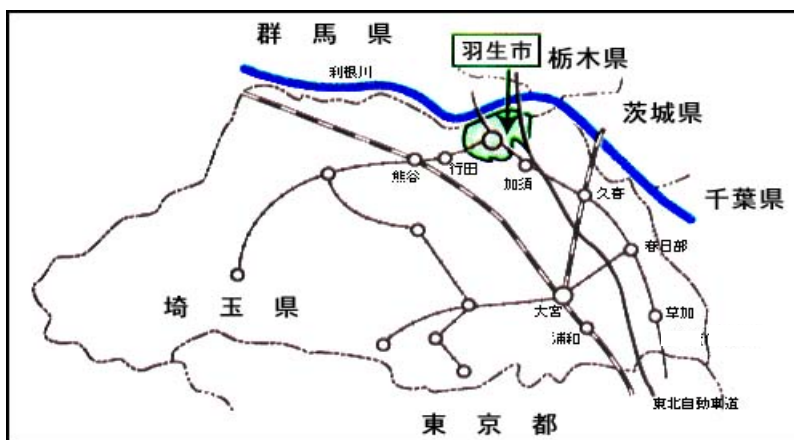 群馬県
羽生市
栃木県
利根川
茨城県
熊谷
行田
加須
久喜
千葉県
春日部
埼玉県
大宮
草加
浦和
東北自動車道
東京都